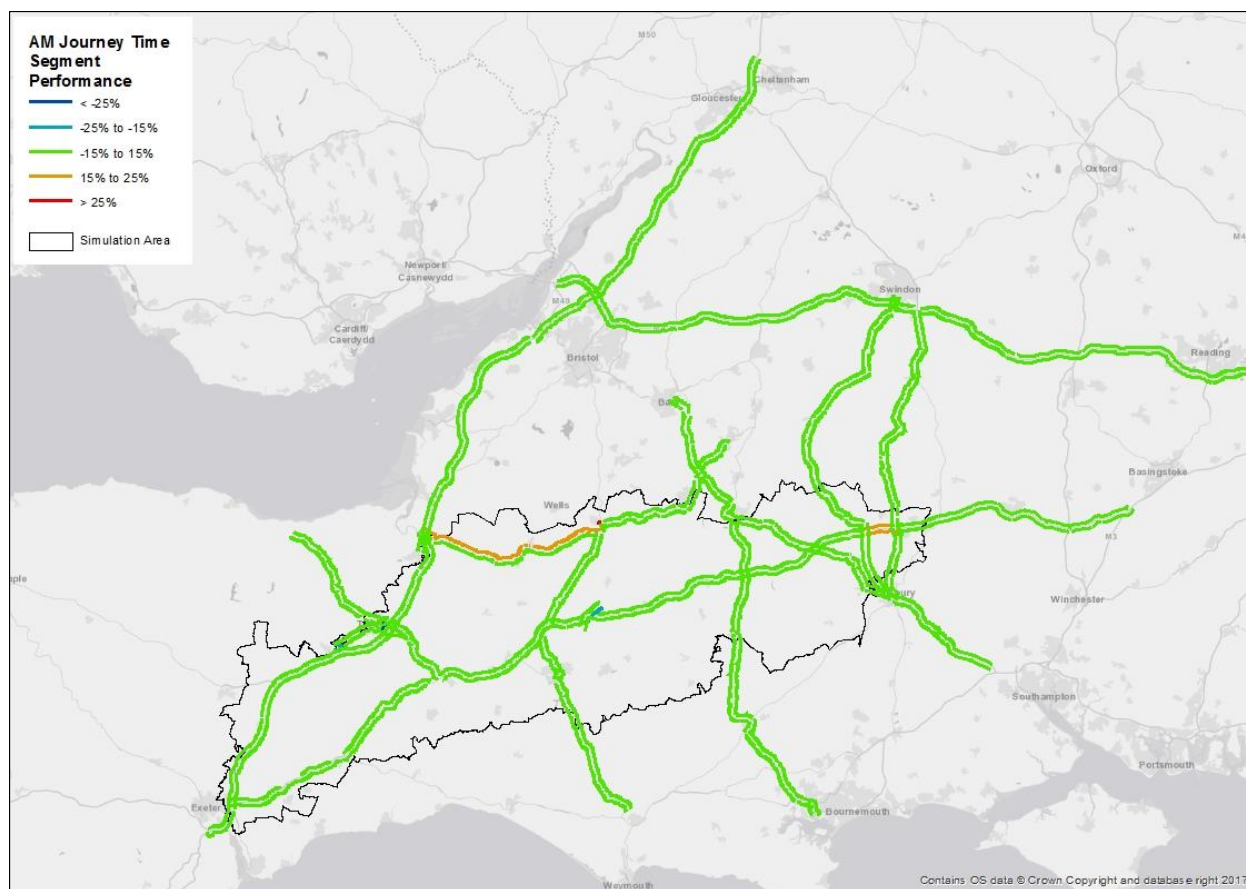 AM Journey Time
Segment
Performance
< -25%
-25% to -15%
-15% to 15%
15% to 25%
> 25%
Simulation Area
M50
Cheltenham
Gloucester
Oxford
Newport/
Casnewydd
Swindon
M49
Cardiff/
Caerdydd
Bristol
Reading
Basingstoke
Wells
M3
Winchester
Southampton
Portsmouth
Exeter
Bournemouth
Weymouth
Contains OS data © Crown Copyright and database right 2017